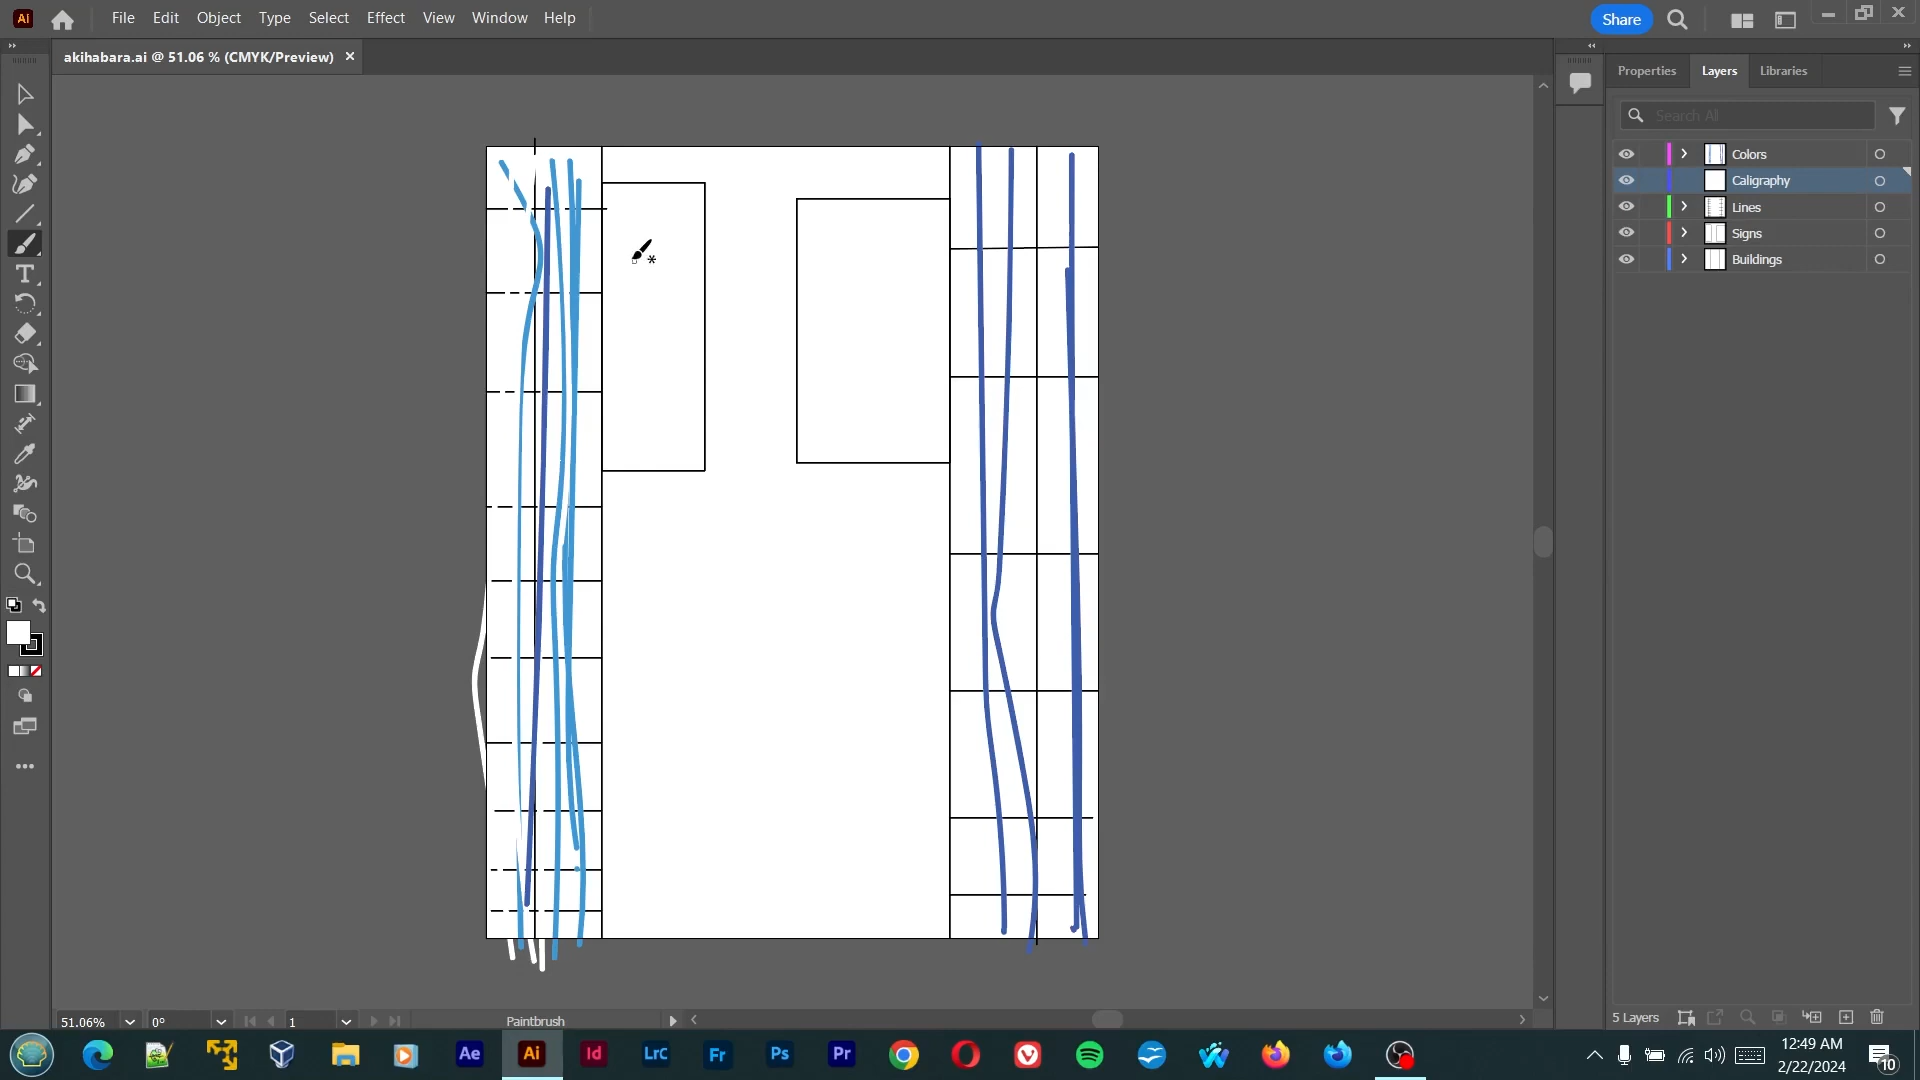 Ai File Edit Object Type Select Effect View Window Help Share
akihabara.ai @ 51.06 % (CMYK/Preview)
Properties Layers Libraries
Search All
Colors
Caligraphy
Lines
Signs
Buildings
5 Layers
51.06% 0° 1 Paintbrush
Ae Ai Id LrC Fr Ps Pr
12:49 AM
2/22/2024
10